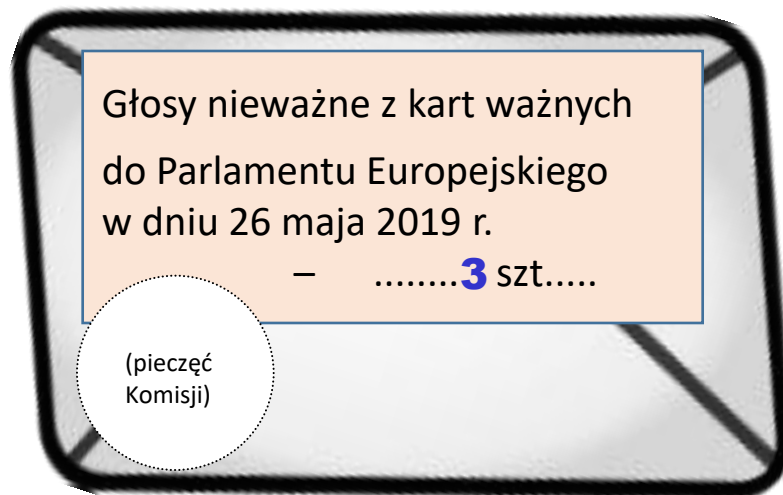 Głosy nieważne z kart ważnych
do Parlamentu Europejskiego
w dniu 26 maja 2019 r.
– ........3 szt.....
(pieczęć
Komisji)